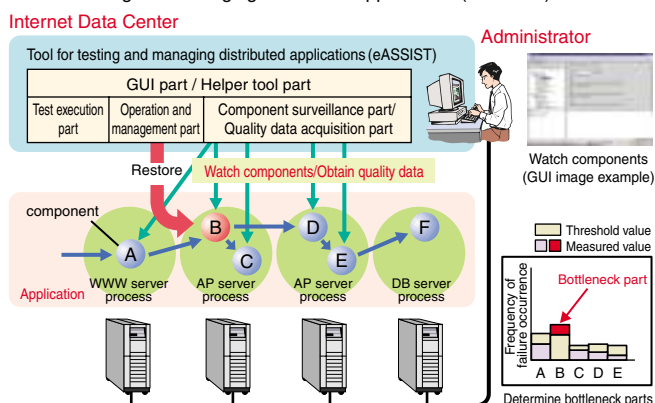 Internet Data Center
Tool for testing and managing distributed applications (eASSIST)
GUI part / Helper tool part
Test execution
part
Operation and
management part
Component surveillance part/
Quality data acquisition part
Administrator
Watch components
(GUI image example)
Restore
Watch components/Obtain quality data
component
A
B
C
D
E
F
WWW server
process
AP server
process
AP server
process
DB server
process
Application
Threshold value
Measured value
Bottleneck part
Frequency of
failure occurrence
A B C D E
Determine bottleneck parts